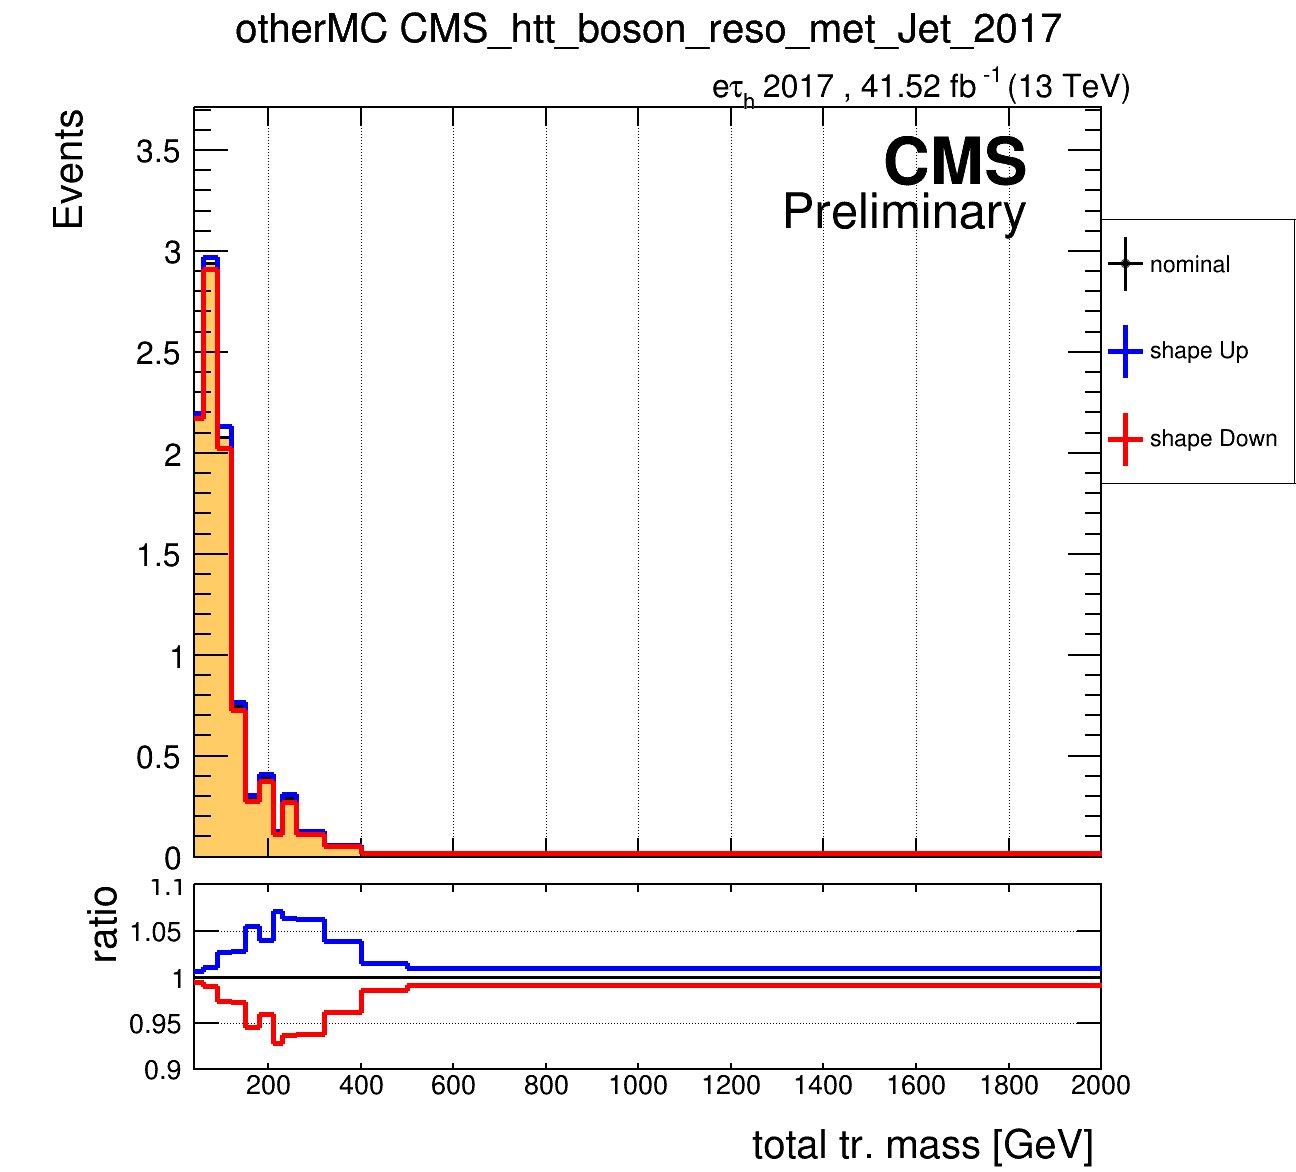 otherMC CMS_htt_boson_reso_met_Jet_2017
eτh 2017 , 41.52 fb -1 (13 TeV)
Events
CMS
Preliminary
3.5
3
2.5
2
1.5
1
0.5
0
nominal
shape Up
shape Down
ratio
1.1
1.05
1
0.95
0.9
200 400 600 800 1000 1200 1400 1600 1800 2000
total tr. mass [GeV]